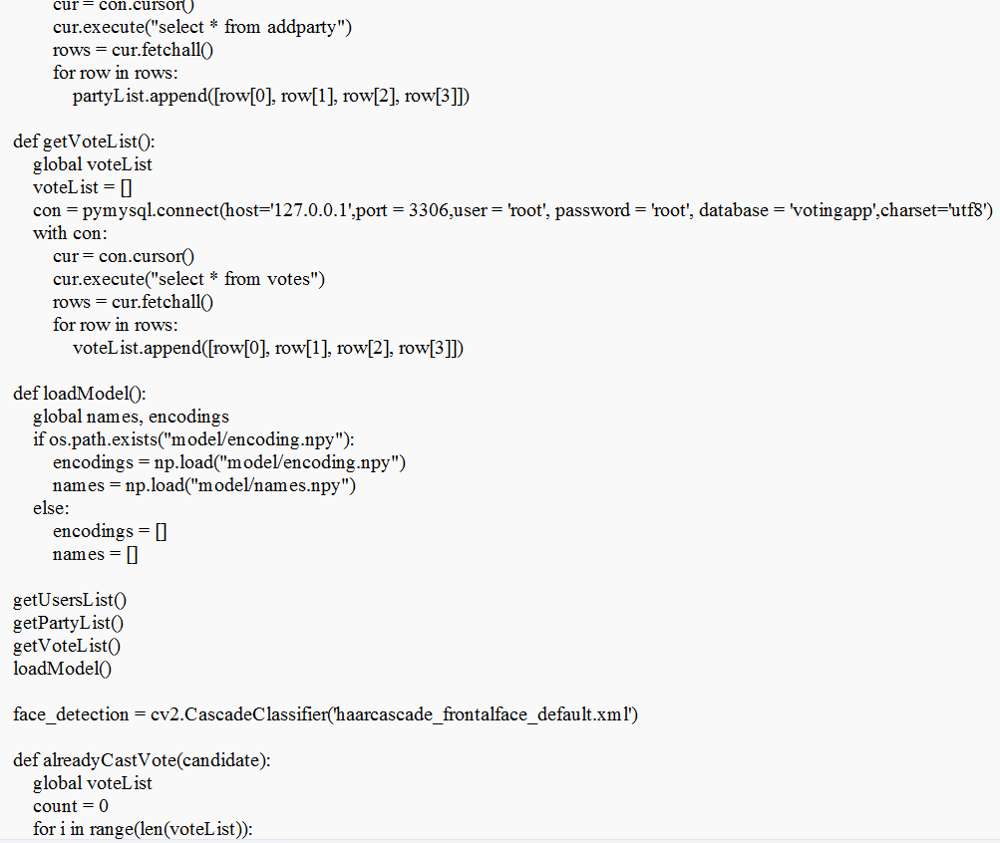 cur = con.cursor()
cur.execute("select * from addparty")
rows = cur.fetchall()
for row in rows:
partyList.append([row[0], row[1], row[2], row[3]])
def getVoteList():
global voteList
voteList = []
con = pymysql.connect(host='127.0.0.1',port = 3306,user = 'root', password = 'root', database = 'votingapp',charset='utf8')
with con:
cur = con.cursor()
cur.execute("select * from votes")
rows = cur.fetchall()
for row in rows:
voteList.append([row[0], row[1], row[2], row[3]])
def loadModel():
global names, encodings
if os.path.exists("model/encoding.npy"):
encodings = np.load("model/encoding.npy")
names = np.load("model/names.npy")
else:
encodings = []
names = []
getUsersList()
getPartyList()
getVoteList()
loadModel()
face_detection = cv2.CascadeClassifier('haarcascade_frontalface_default.xml')
def alreadyCastVote(candidate):
global voteList
count = 0
for i in range(len(voteList)):